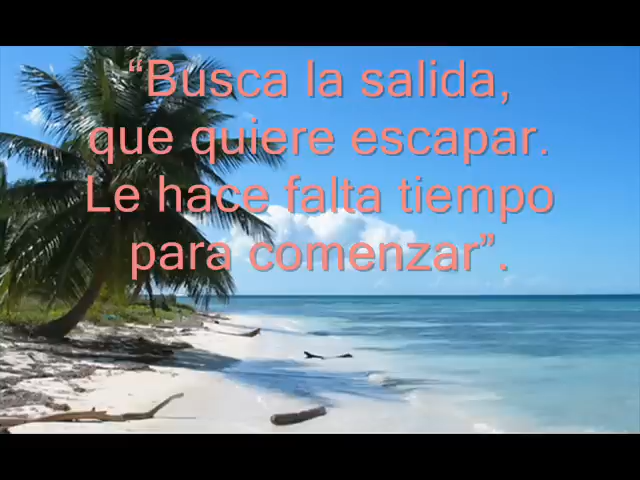 “Busca la salida,
que quiere escapar.
Le hace falta tiempo
para comenzar”.